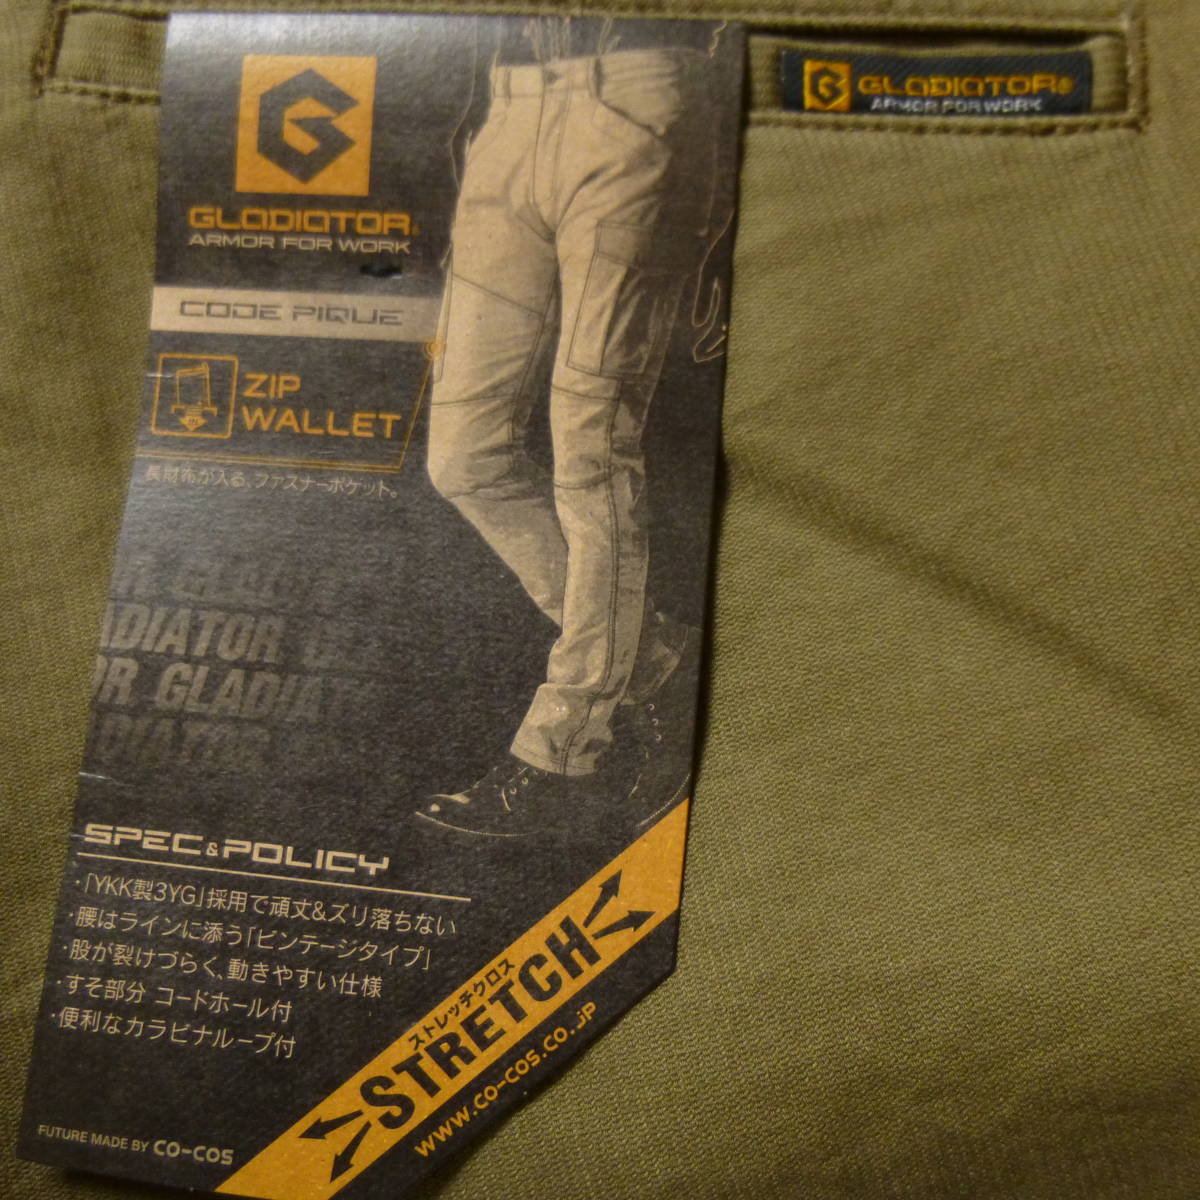 GLADIATOR®
ARMOR FOR WORK
G
GLADIATOR®
ARMOR FOR WORK
CODE PIQUE
ZIP
WALLET
長財布が入る、ファスナーポケット。
ADIATOR
OR GLADIAT
DIATOR
SPEC&POLICY
・「YKK製3YG」採用で頑丈&ズリ落ちない
・腰はラインに添う「ビンテージタイプ」
・股が裂けづらく、動きやすい仕様
・すそ部分 コードホール付
・便利なカラビナループ付
ストレッチクロス
STRETCH
www.co-cos.co.jp
FUTURE MADE BY CO-COS